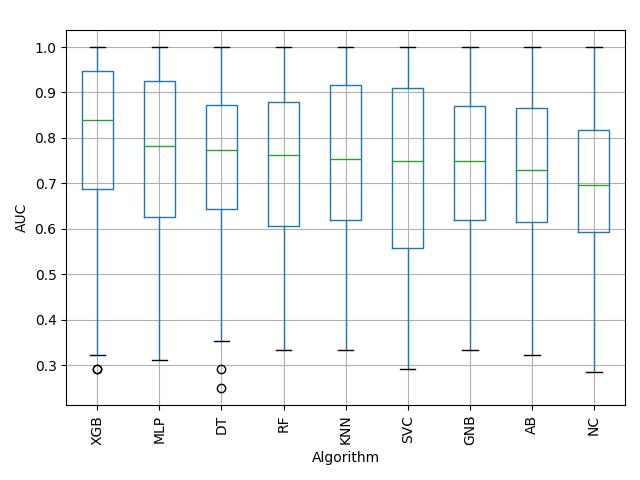 1.0
0.9
0.8
0.7
0.6
0.5
0.4
0.3
AUC
XGB
MLP
DT
RF
KNN
SVC
GNB
AB
NC
Algorithm